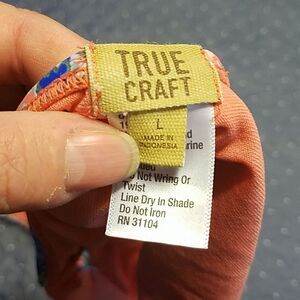 TRUE
CRAFT
L
MADE IN
INDONESIA
Do Not Wring Or
Twist
Line Dry In Shade
Do Not Iron
RN 31104